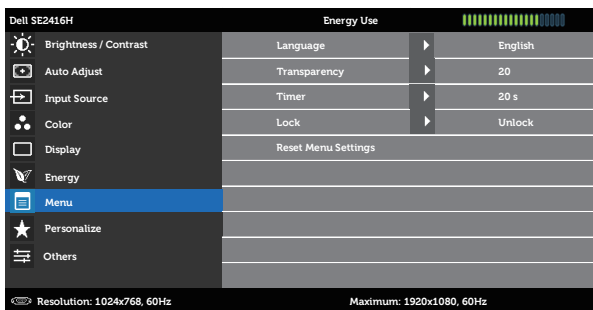 Dell SE2416H Energy Use
Brightness / Contrast Language English
Auto Adjust Transparency 20
Input Source Timer 20 s
Color Lock Unlock
Display Reset Menu Settings
Energy
Menu
Personalize
Others
Resolution: 1024x768, 60Hz Maximum: 1920x1080, 60Hz